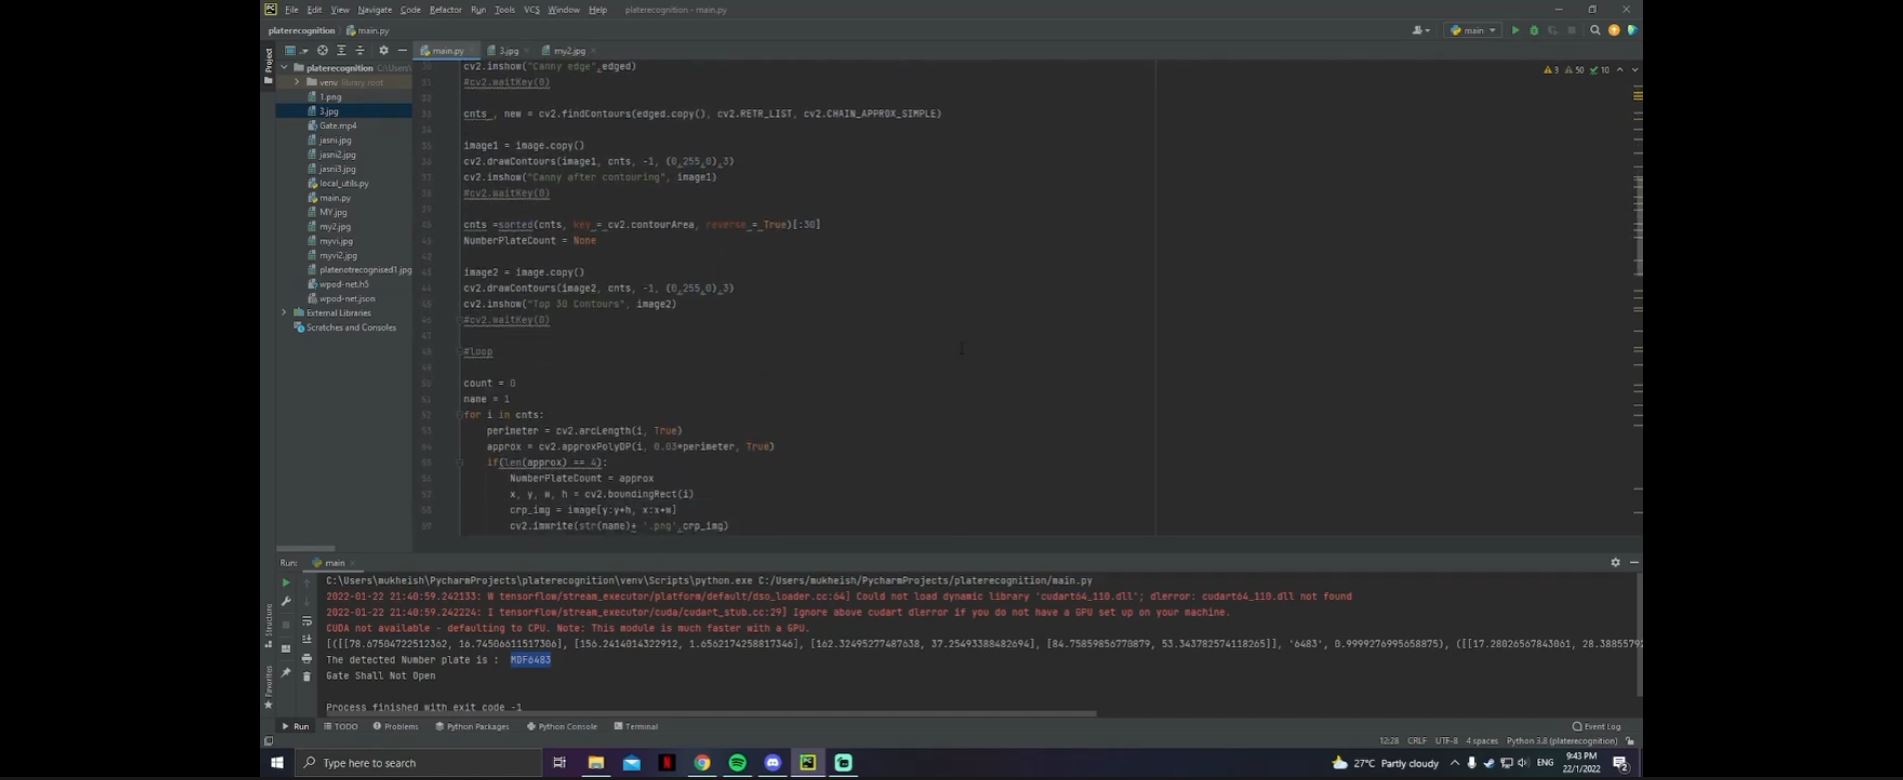 File Edit View Navigate Code Refactor Run Tools VCS Window Help platerecognition - main.py
platerecognition main.py
main
main.py 3.jpg my2.jpg
Project
platerecognition C:\Users\
venv library root
1.png
3.jpg
Gate.mp4
jasni.jpg
jasni2.jpg
jasni3.jpg
local_utils.py
main.py
MY.jpg
my2.jpg
myvi.jpg
myvi2.jpg
platenotrecognised1.jpg
wpod-net.h5
wpod-net.json
External Libraries
Scratches and Consoles
3 50 10
30 cv2.imshow("Canny edge",edged)
31 #cv2.waitKey(0)
32
33 cnts , new = cv2.findContours(edged.copy(), cv2.RETR_LIST, cv2.CHAIN_APPROX_SIMPLE)
34
35 image1 = image.copy()
36 cv2.drawContours(image1, cnts, -1, (0,255,0),3)
37 cv2.imshow("Canny after contouring", image1)
38 #cv2.waitKey(0)
39
40 cnts =sorted(cnts, key = cv2.contourArea, reverse = True)[:30]
41 NumberPlateCount = None
42
43 image2 = image.copy()
44 cv2.drawContours(image2, cnts, -1, (0,255,0),3)
45 cv2.imshow("Top 30 Contours", image2)
46 #cv2.waitKey(0)
47
48 #loop
49
50 count = 0
51 name = 1
52 for i in cnts:
53 perimeter = cv2.arcLength(i, True)
54 approx = cv2.approxPolyDP(i, 0.03*perimeter, True)
55 if(len(approx) == 4):
56 NumberPlateCount = approx
57 x, y, w, h = cv2.boundingRect(i)
58 crp_img = image[y:y+h, x:x+w]
59 cv2.imwrite(str(name)+ '.png',crp_img)
Run: main
C:\Users\mukheish\PycharmProjects\platerecognition\venv\Scripts\python.exe C:/Users/mukheish/PycharmProjects/platerecognition/main.py
2022-01-22 21:40:59.242133: W tensorflow/stream_executor/platform/default/dso_loader.cc:64] Could not load dynamic library 'cudart64_110.dll'; dlerror: cudart64_110.dll not found
2022-01-22 21:40:59.242224: I tensorflow/stream_executor/cuda/cudart_stub.cc:29] Ignore above cudart dlerror if you do not have a GPU set up on your machine.
CUDA not available - defaulting to CPU. Note: This module is much faster with a GPU.
[([[78.67504722512362, 16.74506611517306], [156.2414014322912, 1.6562174258817346], [162.32495277487638, 37.25493388482694], [84.75859856770879, 53.343782574118265]], '6483', 0.9999276995658875), ([[17.28026567843061, 28.38855792
The detected Number plate is : MDF6483
Gate Shall Not Open
Process finished with exit code -1
Structure
Favorites
Run TODO Problems Python Packages Python Console Terminal Event Log
12:28 CRLF UTF-8 4 spaces Python 3.8 (platerecognition)
Type here to search
27°C Partly cloudy ENG 9:43 PM
22/1/2022 2